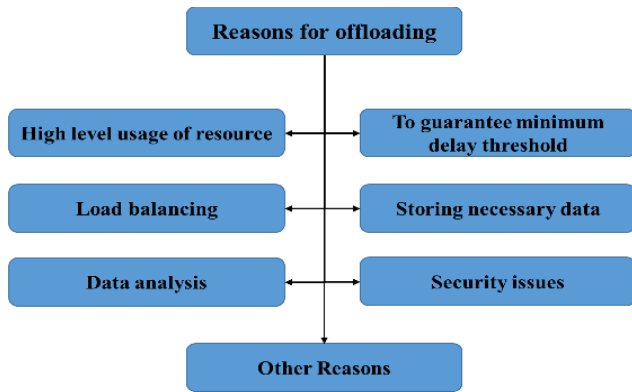 Reasons for offloading
High level usage of resource
To guarantee minimum
delay threshold
Load balancing
Storing necessary data
Data analysis
Security issues
Other Reasons